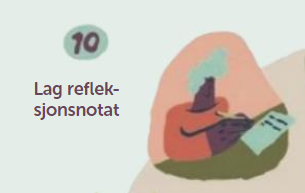 10
Lag reflek-
sjonsnotat